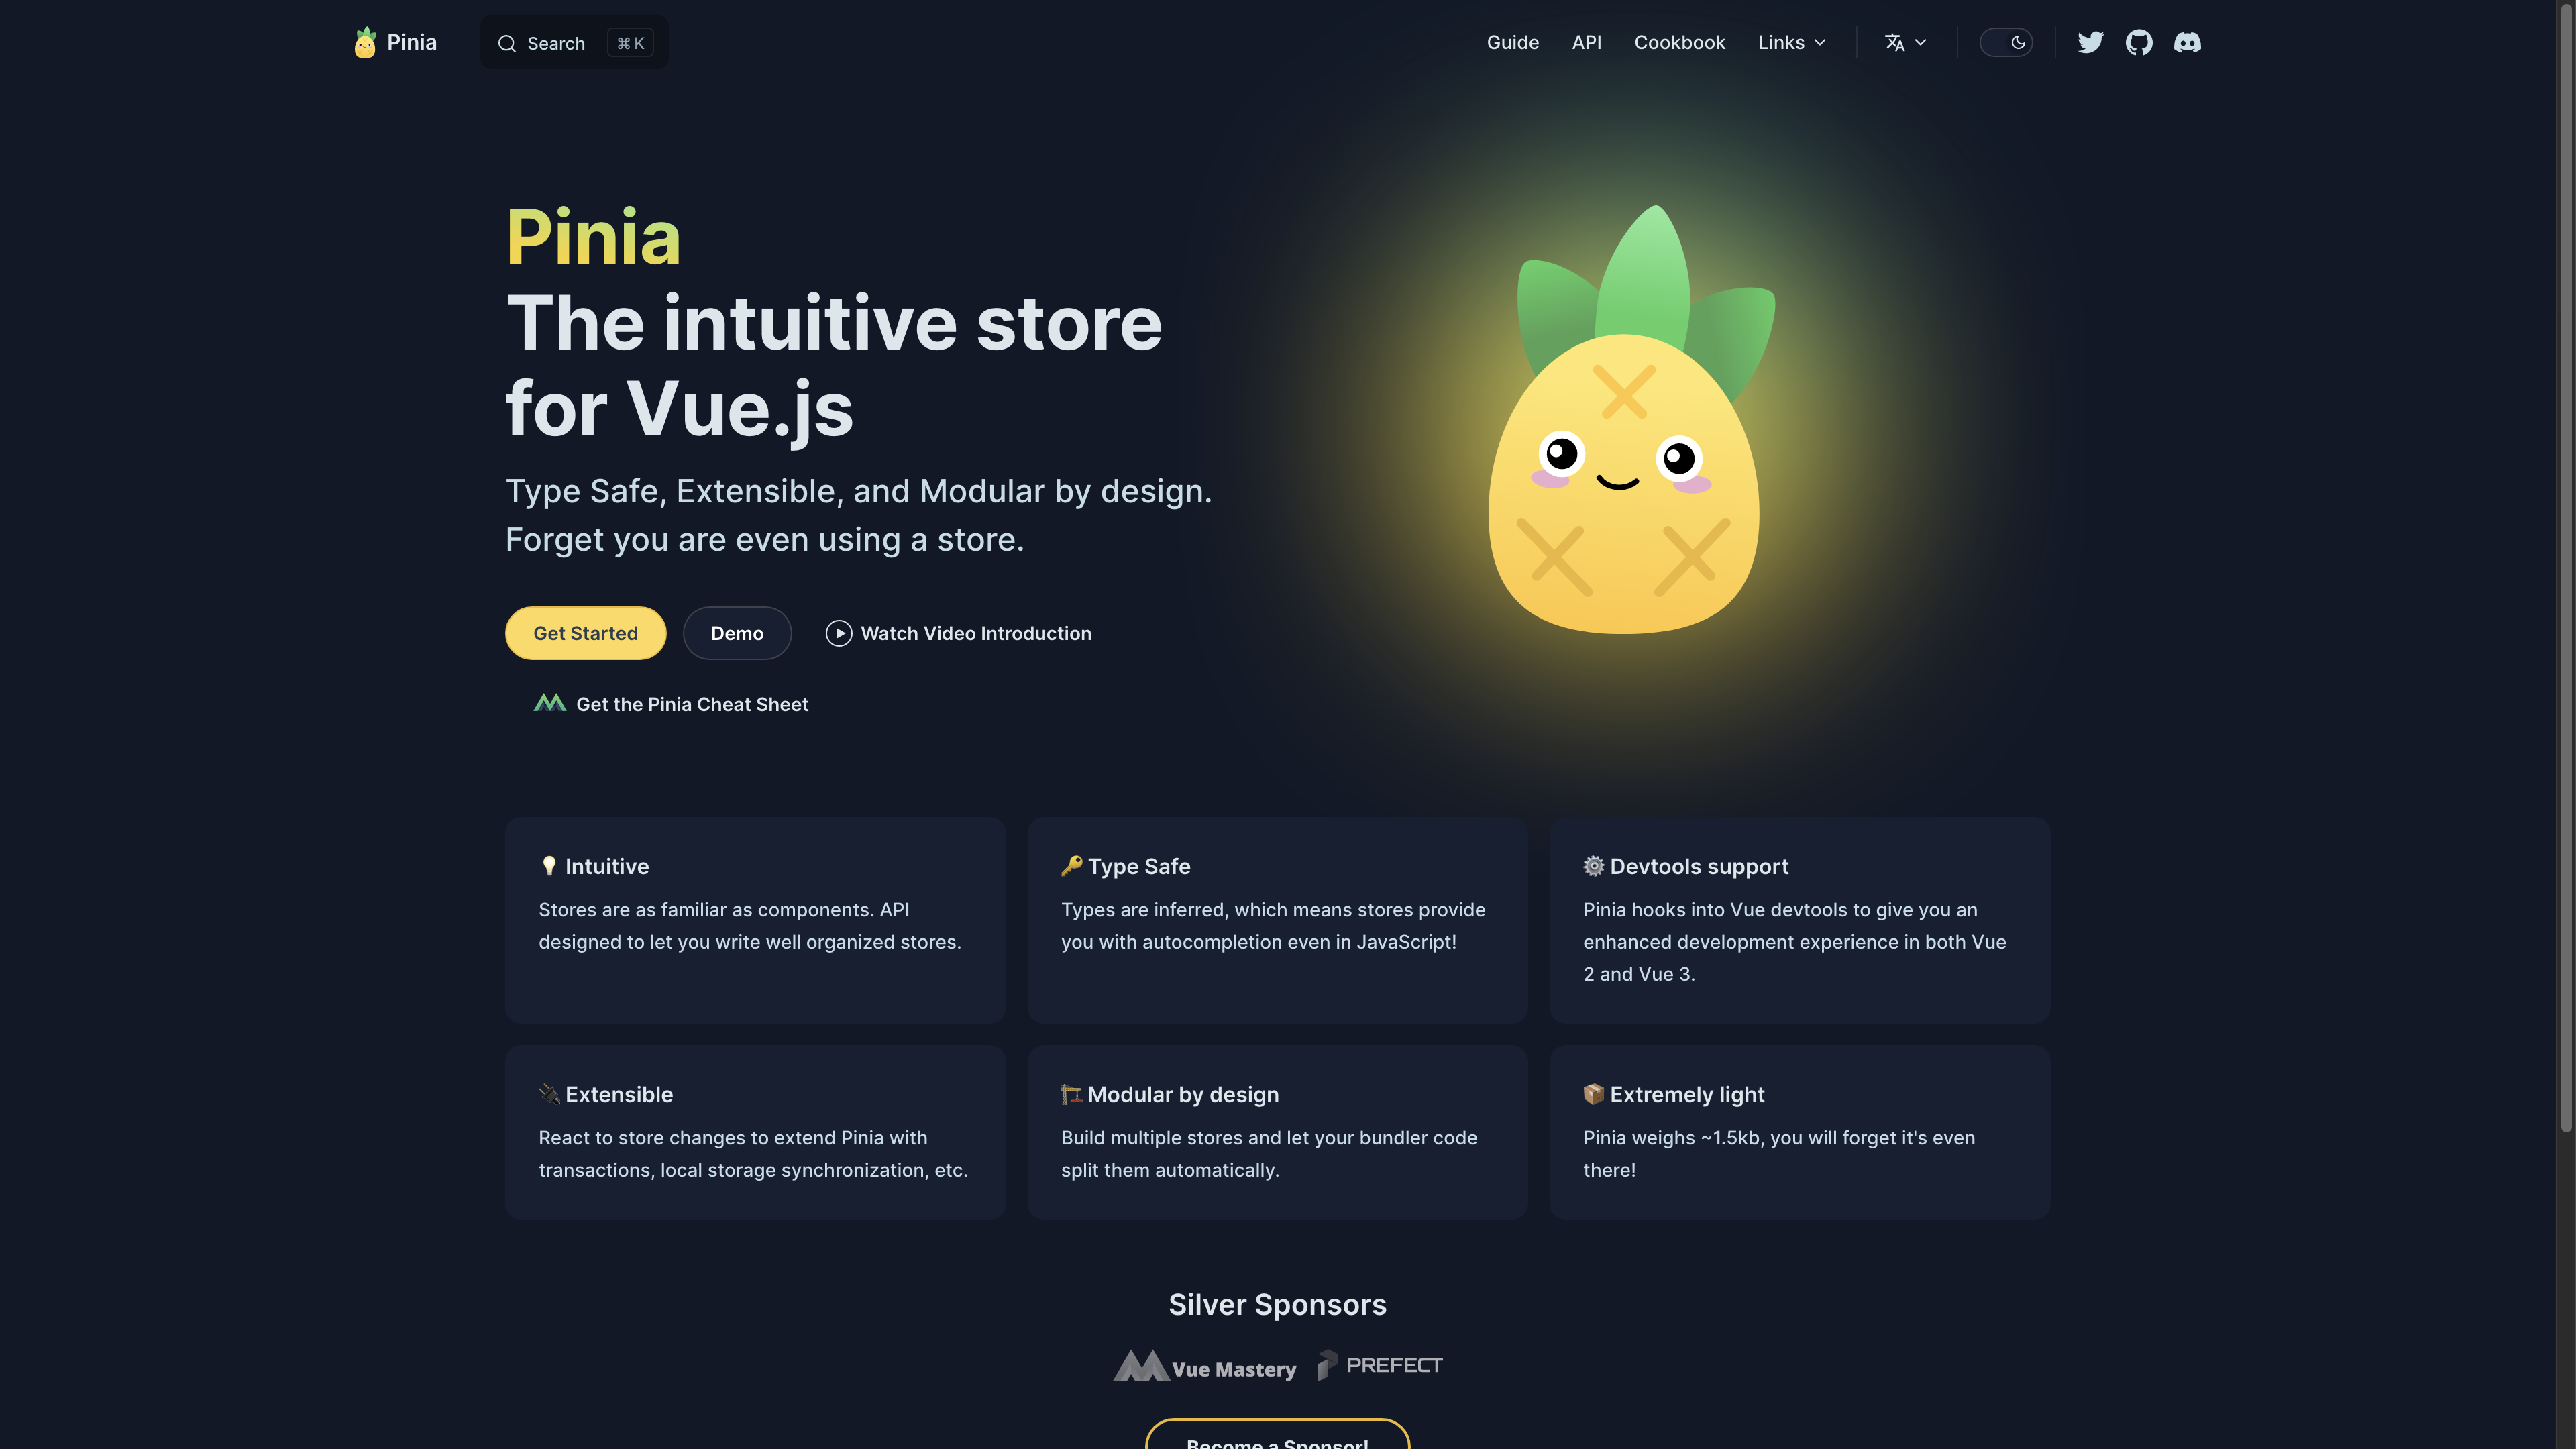 Pinia
Search
⌘ K
Guide
API
Cookbook
Links
Pinia
The intuitive store
for Vue.js
Type Safe, Extensible, and Modular by design.
Forget you are even using a store.
Get Started
Demo
Watch Video Introduction
Get the Pinia Cheat Sheet
💡 Intuitive
Stores are as familiar as components. API
designed to let you write well organized stores.
🔑 Type Safe
Types are inferred, which means stores provide
you with autocompletion even in JavaScript!
⚙️ Devtools support
Pinia hooks into Vue devtools to give you an
enhanced development experience in both Vue
2 and Vue 3.
🔌 Extensible
React to store changes to extend Pinia with
transactions, local storage synchronization, etc.
🏗️ Modular by design
Build multiple stores and let your bundler code
split them automatically.
📦 Extremely light
Pinia weighs ~1.5kb, you will forget it's even
there!
Silver Sponsors
Vue Mastery
PREFECT
Become a Sponsor!